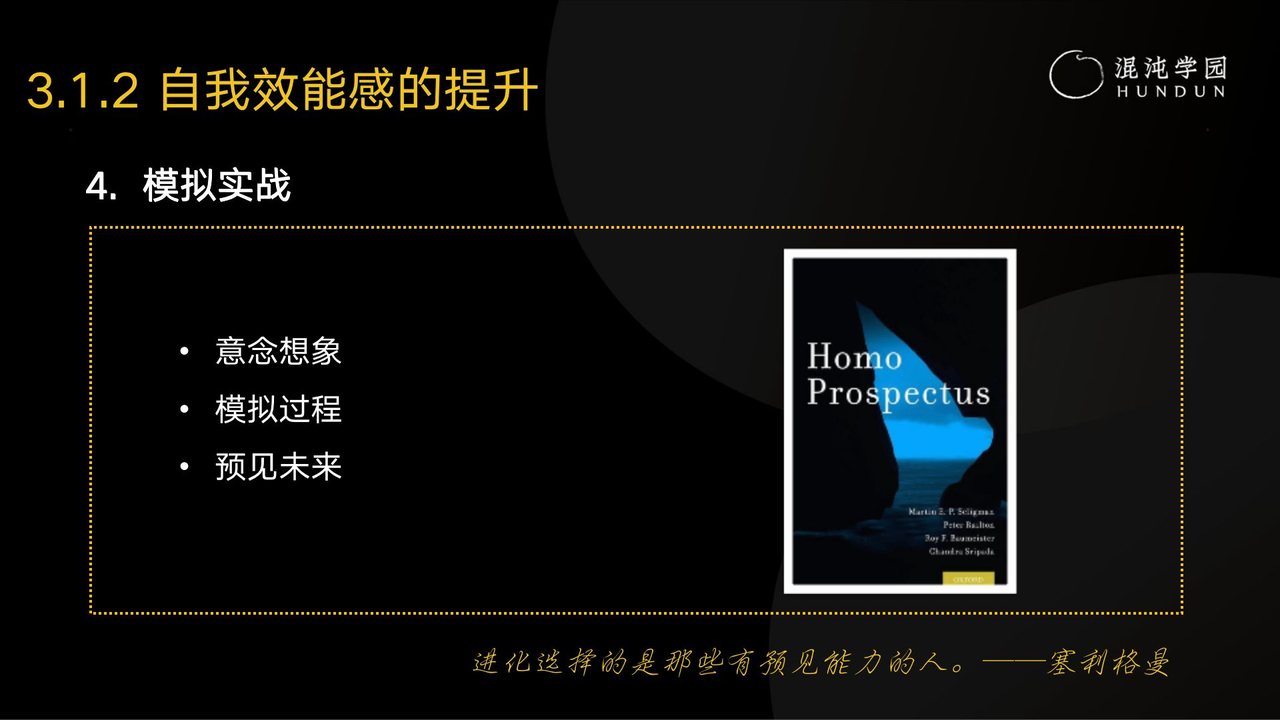 3.1.2 自我效能感的提升
混沌学园
HUNDUN
4. 模拟实战
• 意念想象
• 模拟过程
• 预见未来
Homo
Prospectus
Martin E. P. Seligman
Peter Railton
Roy F. Baumeister
Chandra Sripada
OXFORD
进化选择的是那些有预见能力的人。——塞利格曼